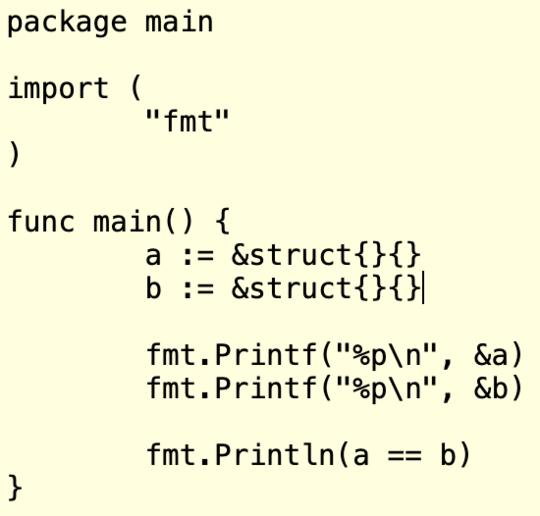 package main
import (
"fmt"
)
func main() {
a := &struct{}{}
b := &struct{}{}
fmt.Printf("%p\n", &a)
fmt.Printf("%p\n", &b)
fmt.Println(a == b)
}